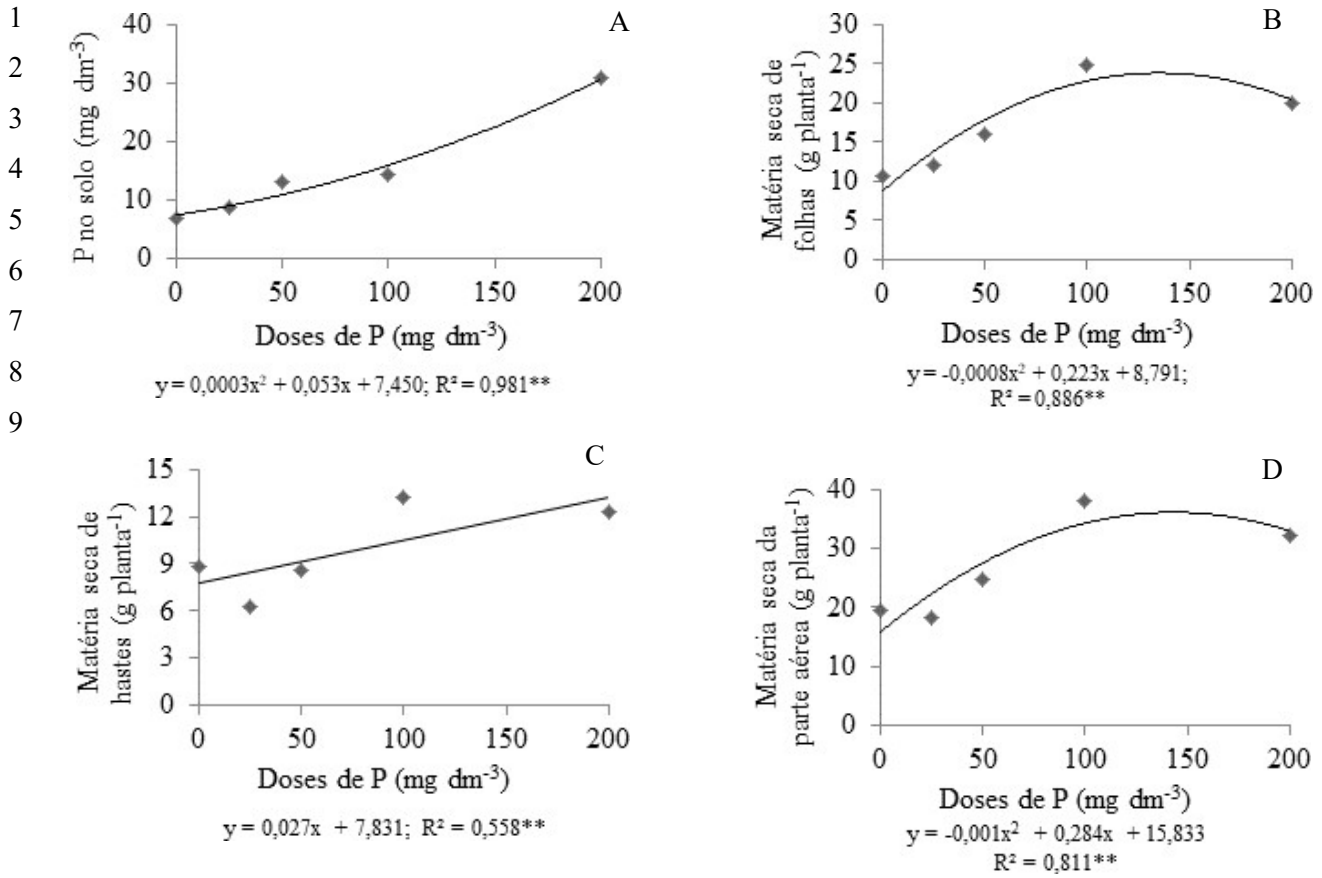 1
2
3
4
5
6
7
8
9
A
P no solo (mg dm⁻³)
40
30
20
10
0
0 50 100 150 200
Doses de P (mg dm⁻³)
y = 0,0003x² + 0,053x + 7,450; R² = 0,981**
B
Matéria seca de
folhas (g planta⁻¹)
30
25
20
15
10
5
0
0 50 100 150 200
Doses de P (mg dm⁻³)
y = -0,0008x² + 0,223x + 8,791;
R² = 0,886**
C
Matéria seca de
hastes (g planta⁻¹)
15
12
9
6
3
0
0 50 100 150 200
Doses de P (mg dm⁻³)
y = 0,027x + 7,831; R² = 0,558**
D
Matéria seca da
parte aérea (g planta⁻¹)
40
30
20
10
0
0 50 100 150 200
Doses de P (mg dm⁻³)
y = -0,001x² + 0,284x + 15,833
R² = 0,811**